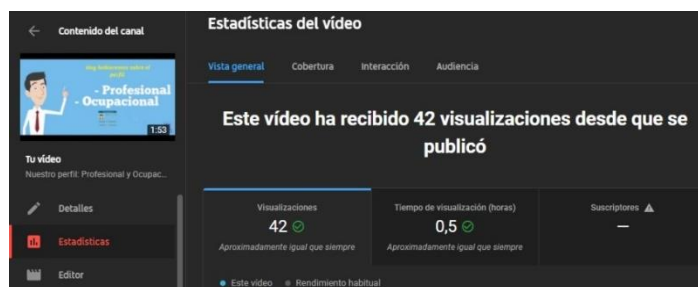 Contenido del canal
- Profesional
- Ocupacional
1:53
Tu vídeo
Nuestro perfil: Profesional y Ocupac...
Detalles
Estadísticas
Editor
Estadísticas del vídeo
Vista general Cobertura Interacción Audiencia
Este vídeo ha recibido 42 visualizaciones desde que se
publicó
Visualizaciones
42
Aproximadamente igual que siempre
Tiempo de visualización (horas)
0,5
Aproximadamente igual que siempre
Suscriptores
—
Este vídeo Rendimiento habitual